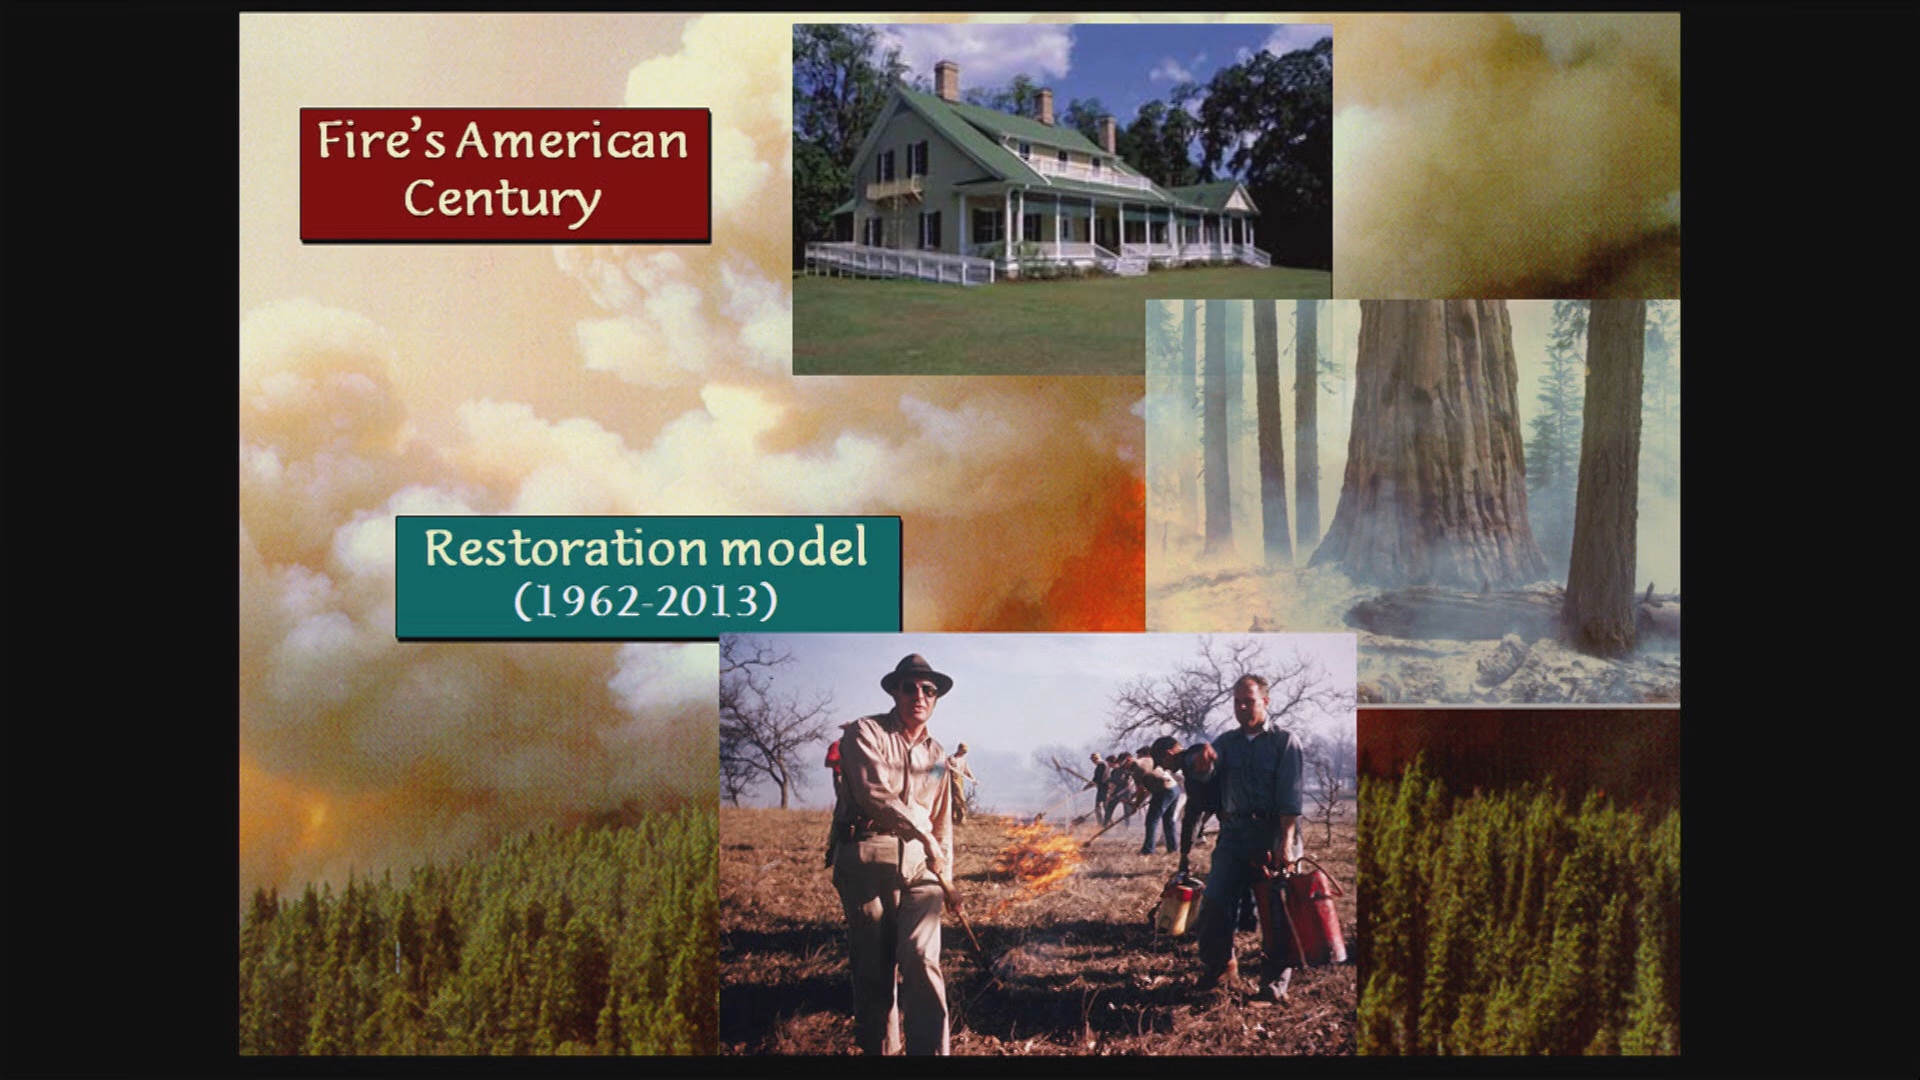 Fire's American
Century
Restoration model
(1962-2013)